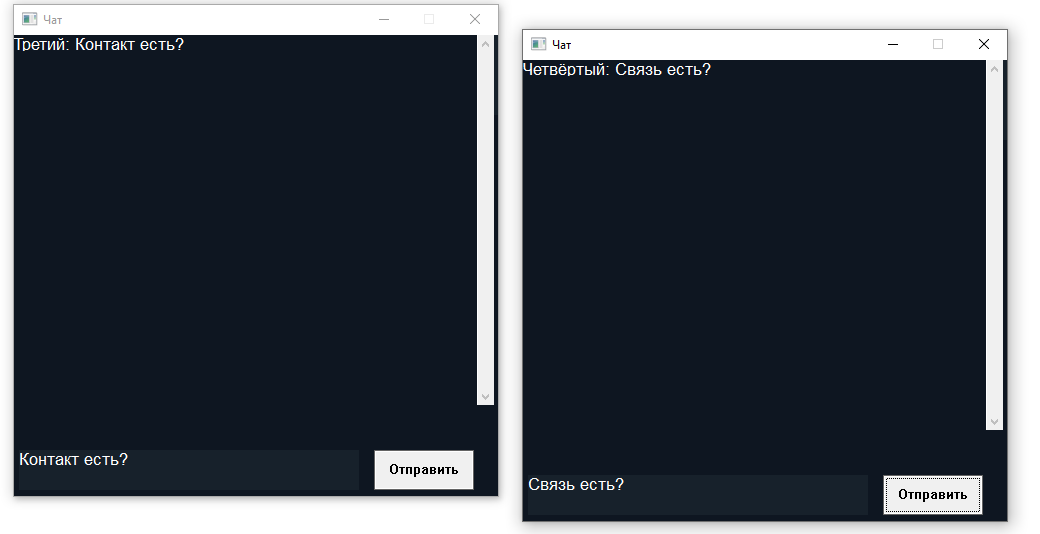 Чат
Третий: Контакт есть?
Контакт есть?
Отправить
Чат
Четвёртый: Связь есть?
Связь есть?
Отправить